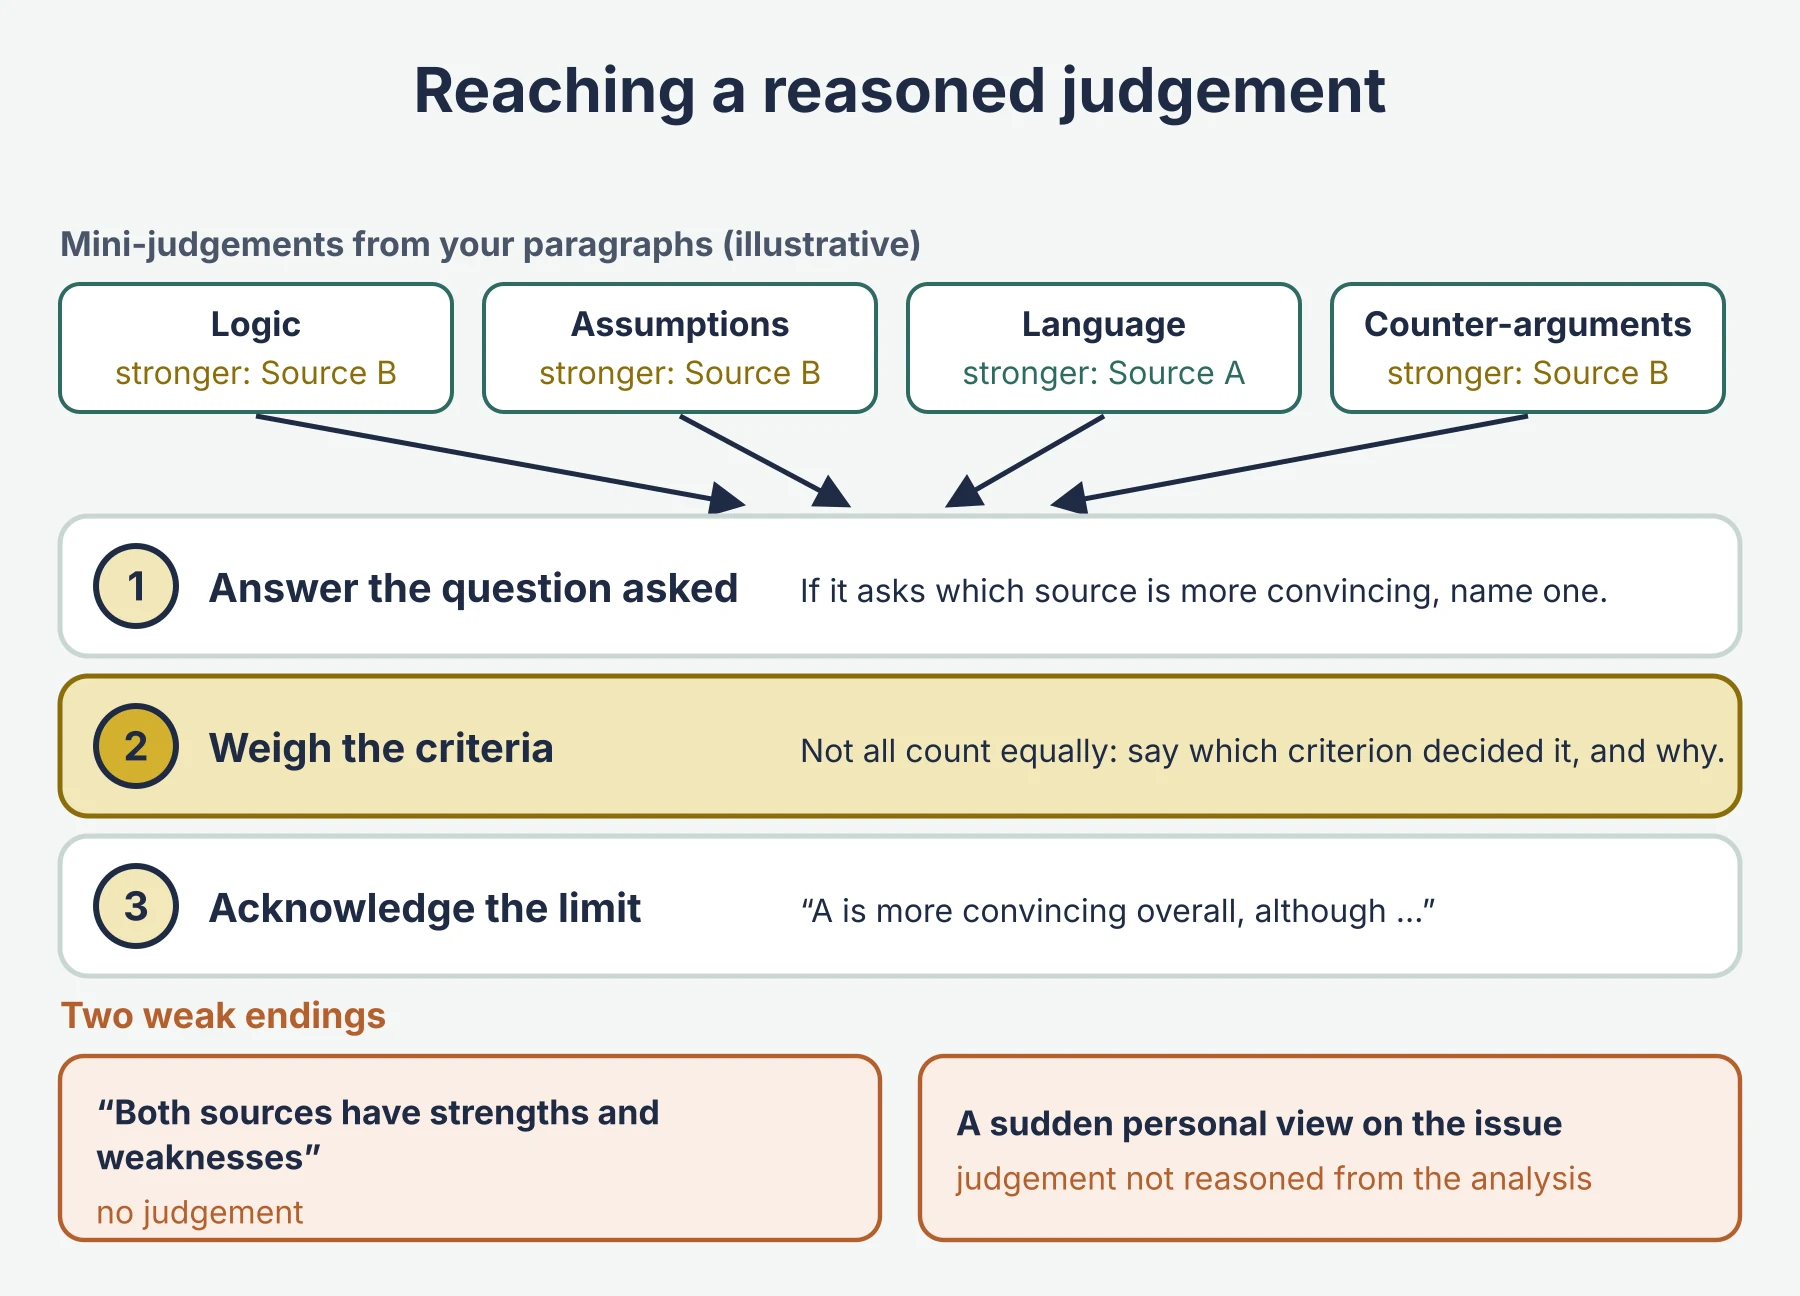 Reaching a reasoned judgement
Mini-judgements from your paragraphs (illustrative)
Logic
stronger: Source B
Assumptions
stronger: Source B
Language
stronger: Source A
Counter-arguments
stronger: Source B
1
Answer the question asked
If it asks which source is more convincing, name one.
2
Weigh the criteria
Not all count equally: say which criterion decided it, and why.
3
Acknowledge the limit
“A is more convincing overall, although ...”
Two weak endings
“Both sources have strengths and
weaknesses”
no judgement
A sudden personal view on the issue
judgement not reasoned from the analysis